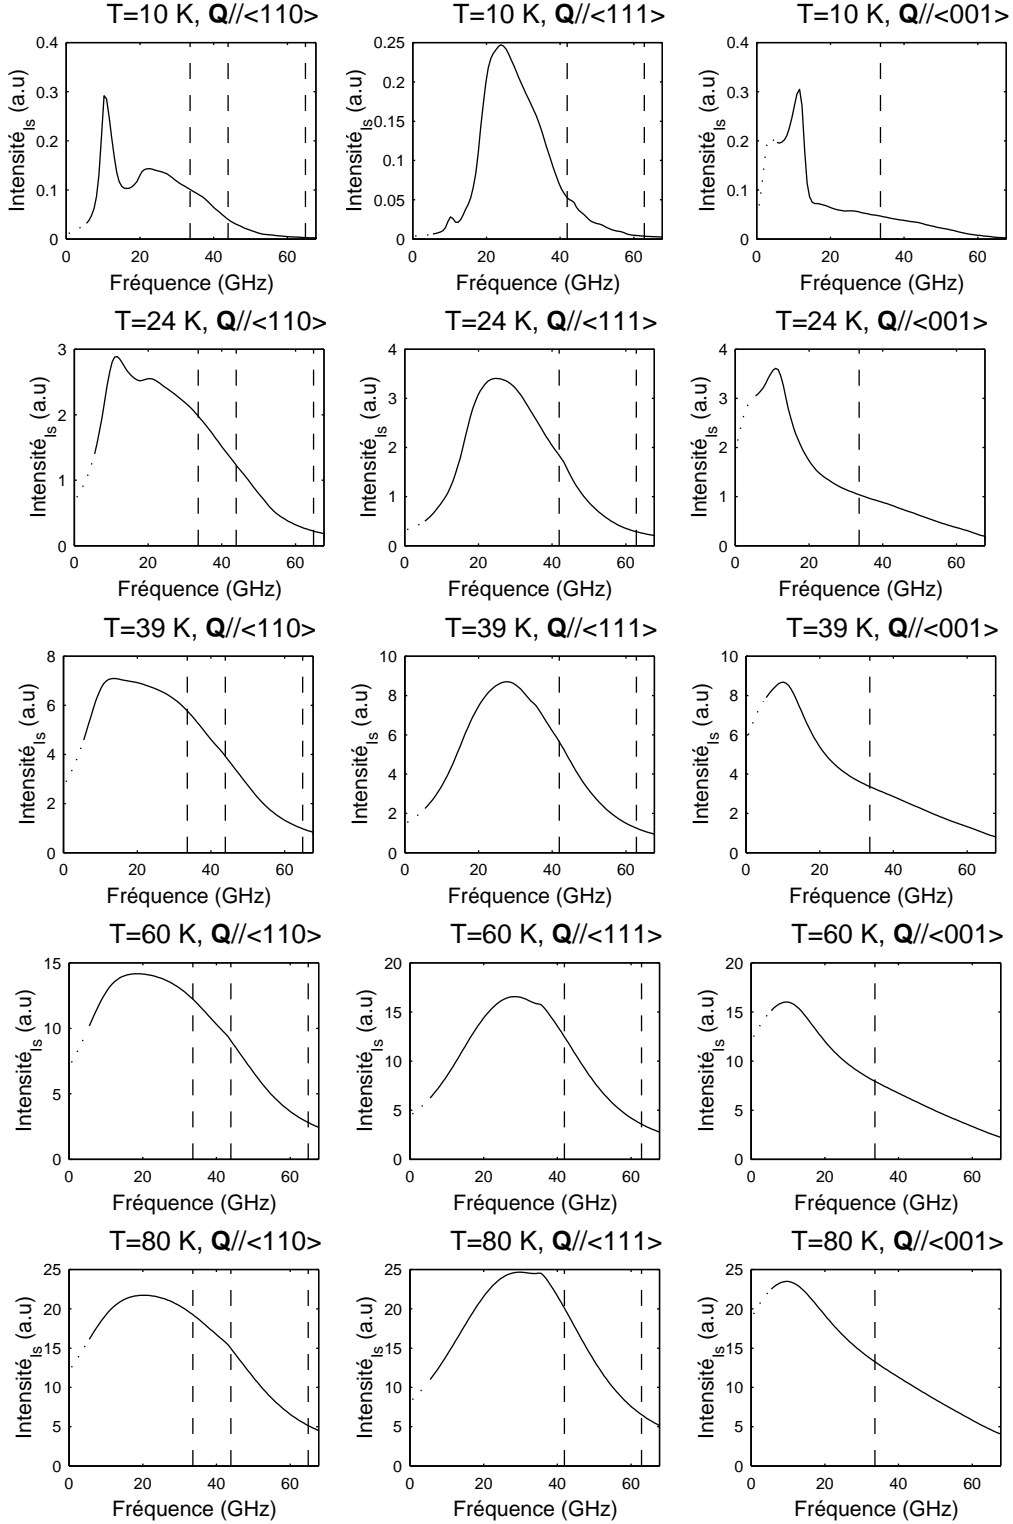 T=10 K, Q//<110>
Intensité_Is (a.u)
0.4
0.3
0.2
0.1
0
0 20 40 60
Fréquence (GHz)
T=10 K, Q//<111>
Intensité_Is (a.u)
0.25
0.2
0.15
0.1
0.05
0
0 20 40 60
Fréquence (GHz)
T=10 K, Q//<001>
Intensité_Is (a.u)
0.4
0.3
0.2
0.1
0
0 20 40 60
Fréquence (GHz)
T=24 K, Q//<110>
Intensité_Is (a.u)
3
2
1
0
0 20 40 60
Fréquence (GHz)
T=24 K, Q//<111>
Intensité_Is (a.u)
4
3
2
1
0
0 20 40 60
Fréquence (GHz)
T=24 K, Q//<001>
Intensité_Is (a.u)
4
3
2
1
0
0 20 40 60
Fréquence (GHz)
T=39 K, Q//<110>
Intensité_Is (a.u)
8
6
4
2
0
0 20 40 60
Fréquence (GHz)
T=39 K, Q//<111>
Intensité_Is (a.u)
10
8
6
4
2
0
0 20 40 60
Fréquence (GHz)
T=39 K, Q//<001>
Intensité_Is (a.u)
10
8
6
4
2
0
0 20 40 60
Fréquence (GHz)
T=60 K, Q//<110>
Intensité_Is (a.u)
15
10
5
0
0 20 40 60
Fréquence (GHz)
T=60 K, Q//<111>
Intensité_Is (a.u)
20
15
10
5
0
0 20 40 60
Fréquence (GHz)
T=60 K, Q//<001>
Intensité_Is (a.u)
20
15
10
5
0
0 20 40 60
Fréquence (GHz)
T=80 K, Q//<110>
Intensité_Is (a.u)
25
20
15
10
5
0
0 20 40 60
Fréquence (GHz)
T=80 K, Q//<111>
Intensité_Is (a.u)
25
20
15
10
5
0
0 20 40 60
Fréquence (GHz)
T=80 K, Q//<001>
Intensité_Is (a.u)
25
20
15
10
5
0
0 20 40 60
Fréquence (GHz)